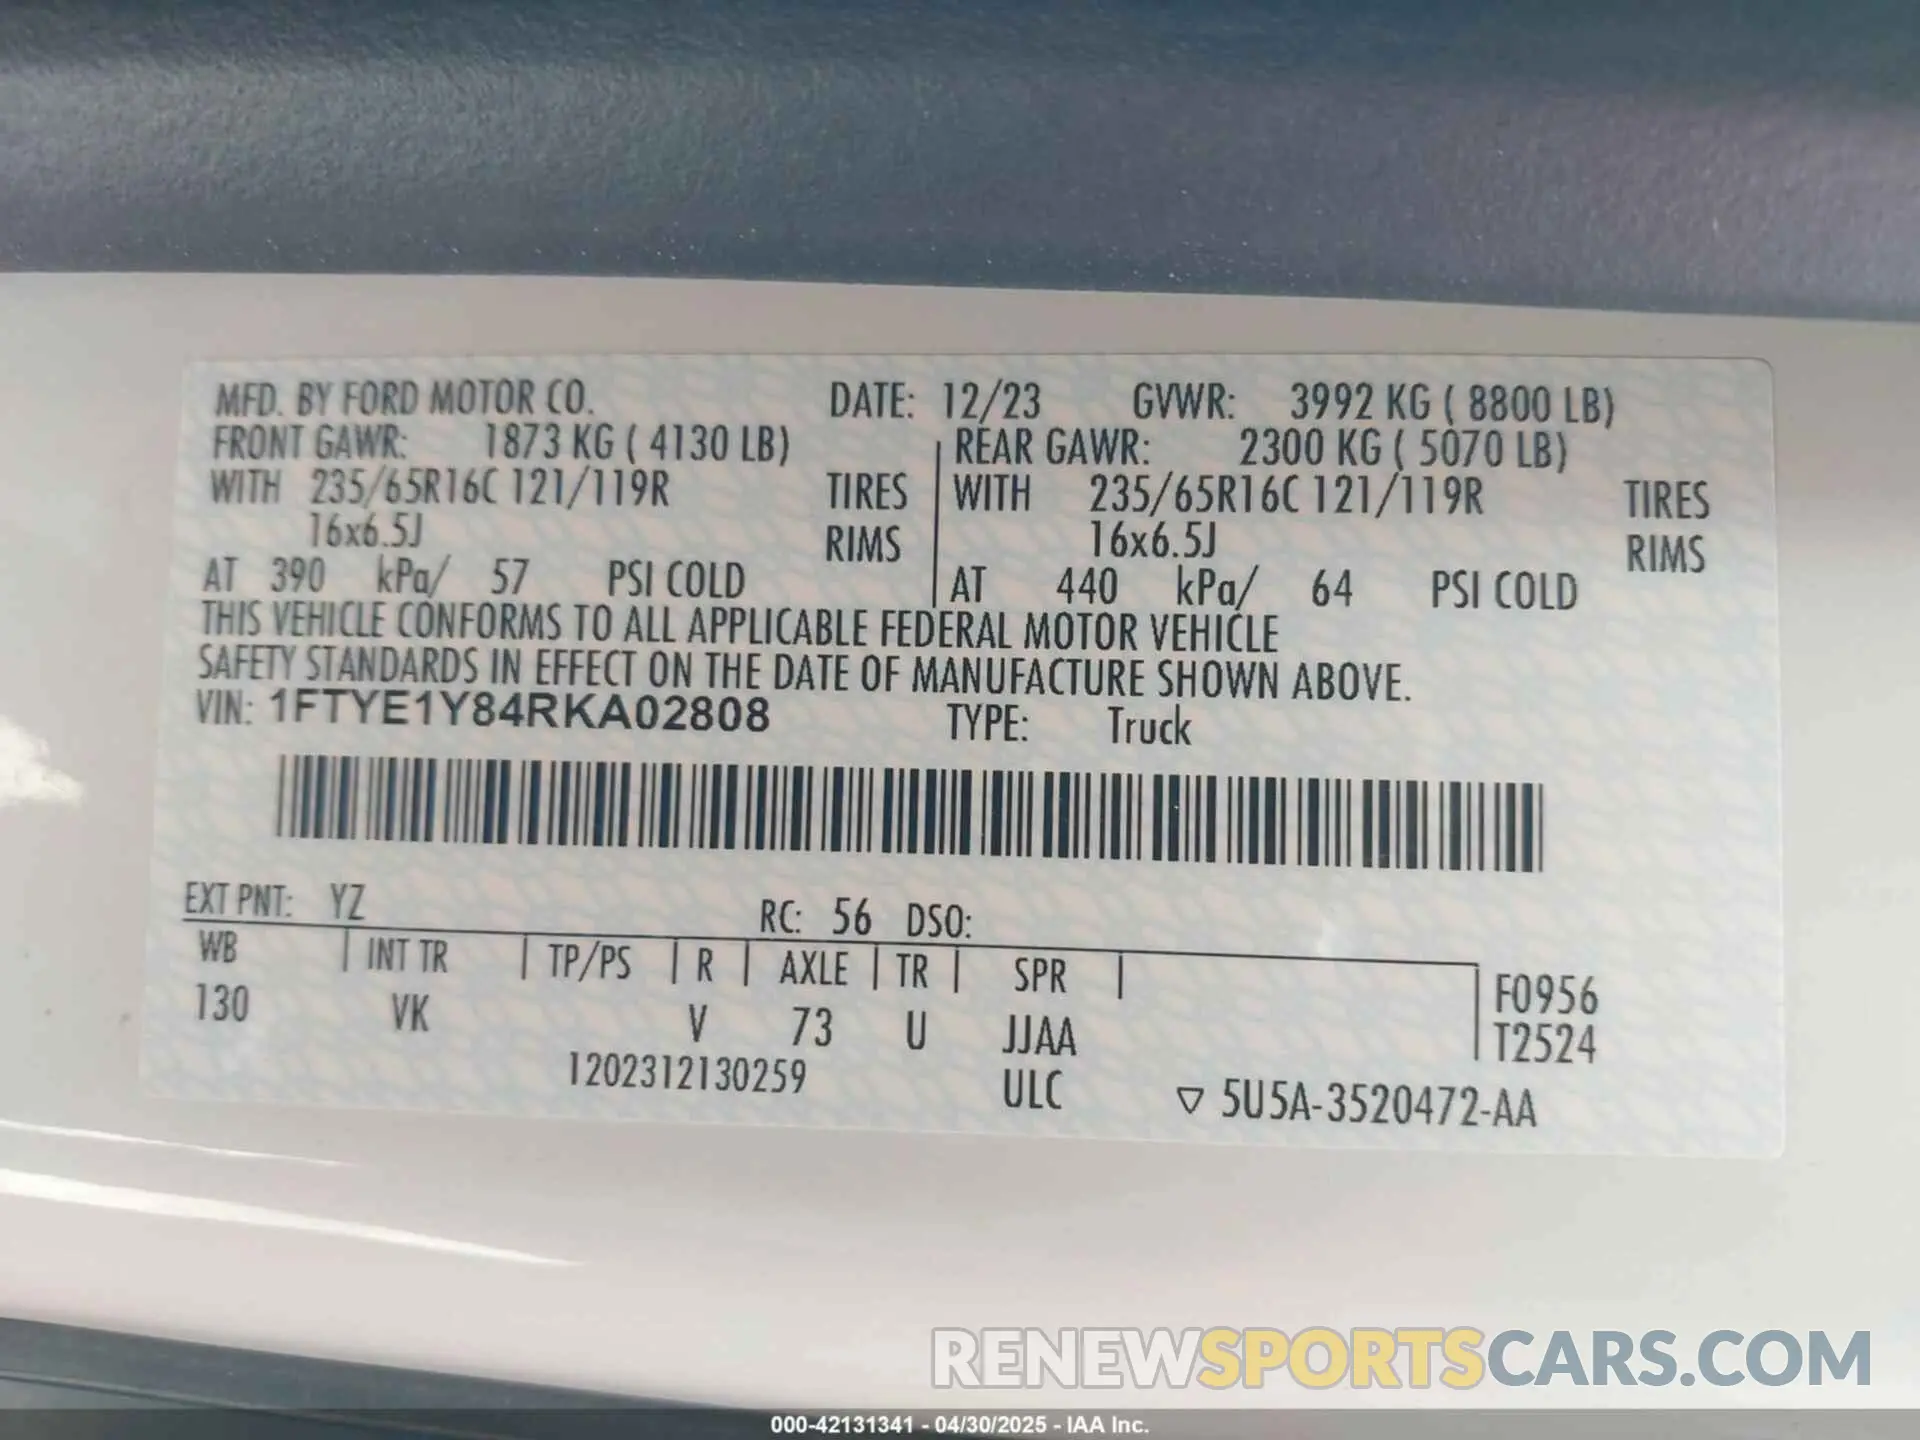 MFD. BY FORD MOTOR CO. DATE: 12/23 GVWR: 3992 KG ( 8800 LB)
FRONT GAWR: 1873 KG ( 4130 LB) REAR GAWR: 2300 KG ( 5070 LB)
WITH 235/65R16C 121/119R TIRES WITH 235/65R16C 121/119R TIRES
16x6.5J RIMS 16x6.5J RIMS
AT 390 kPa/ 57 PSI COLD AT 440 kPa/ 64 PSI COLD
THIS VEHICLE CONFORMS TO ALL APPLICABLE FEDERAL MOTOR VEHICLE
SAFETY STANDARDS IN EFFECT ON THE DATE OF MANUFACTURE SHOWN ABOVE.
VIN: 1FTYE1Y84RKA02808 TYPE: Truck
EXT PNT: YZ RC: 56 DSO:
WB INT TR TP/PS R AXLE TR SPR F0956
130 VK V 73 U JJAA T2524
1202312130259 ULC ▽ 5U5A-3520472-AA
RENEWSPORTSCARS.COM
000-42131341 - 04/30/2025 - IAA Inc.